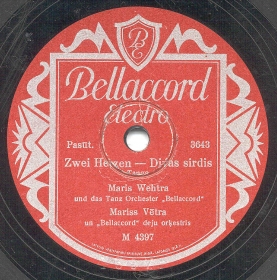 BE
Bellaccord
Electro
Pasūt. 3643
Zwei Herzen — Divas sirdis
Maris Wehtra
und das Tanz Orchester „Bellaccord"
Mariss Vētra
un „Bellaccord" deju orķestris
M 4397